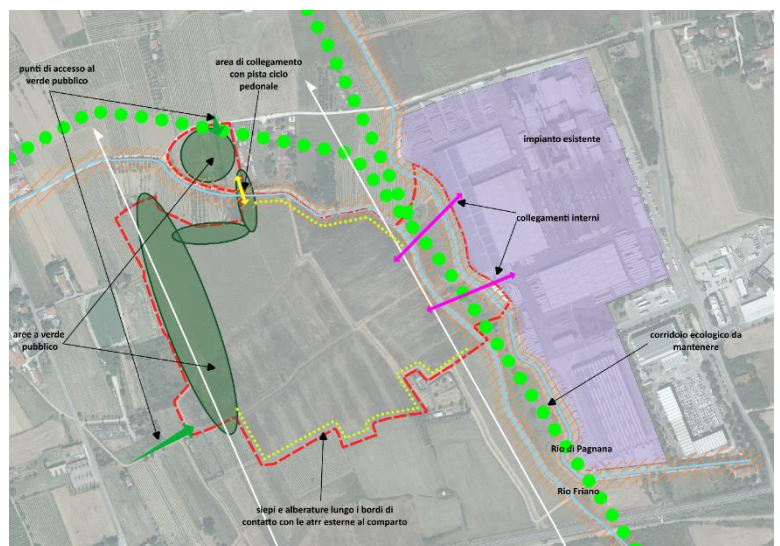 punti di accesso al
verde pubblico
area di collegamento
con pista ciclo
pedonale
impianto esistente
collegamenti interni
aree a verde
pubblico
corridoio ecologico da
mantenere
Rio di Pagnana
Rio Friano
siepi e alberature lungo i bordi di
contatto con le atrr esterne al comparto